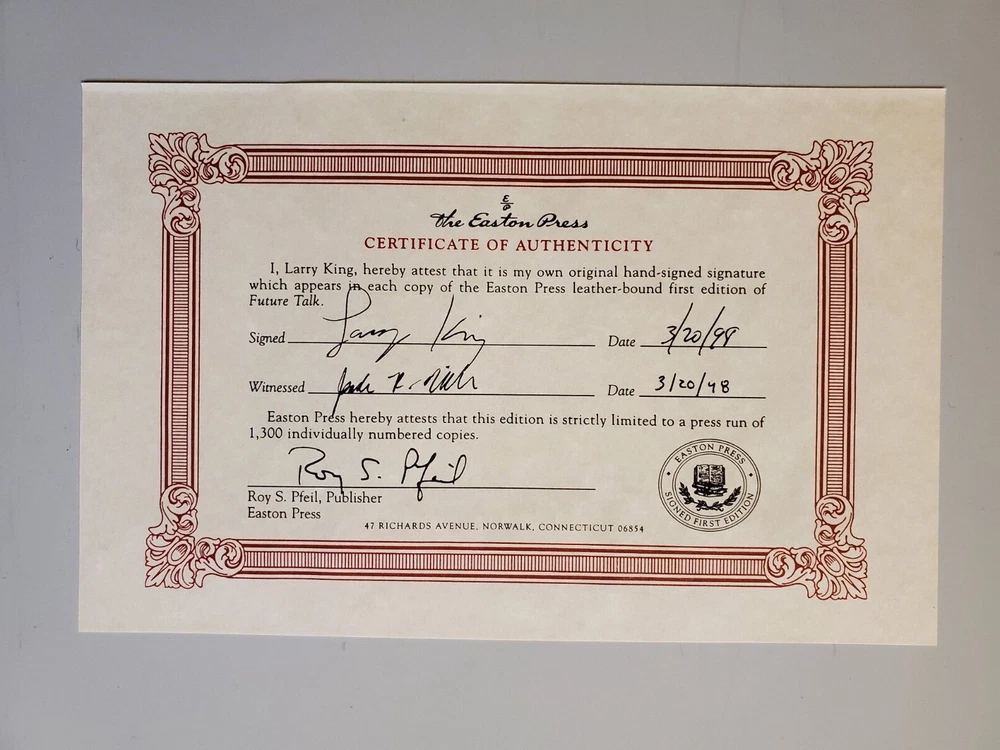 E
P
the Easton Press
CERTIFICATE OF AUTHENTICITY
I, Larry King, hereby attest that it is my own original hand-signed signature
which appears in each copy of the Easton Press leather-bound first edition of
Future Talk.
Signed Larry King Date 3/20/98
Witnessed Date 3/20/98
Easton Press hereby attests that this edition is strictly limited to a press run of
1,300 individually numbered copies.
Roy S. Pfeil
Roy S. Pfeil, Publisher
Easton Press
EASTON PRESS
SIGNED FIRST EDITION
47 RICHARDS AVENUE, NORWALK, CONNECTICUT 06854